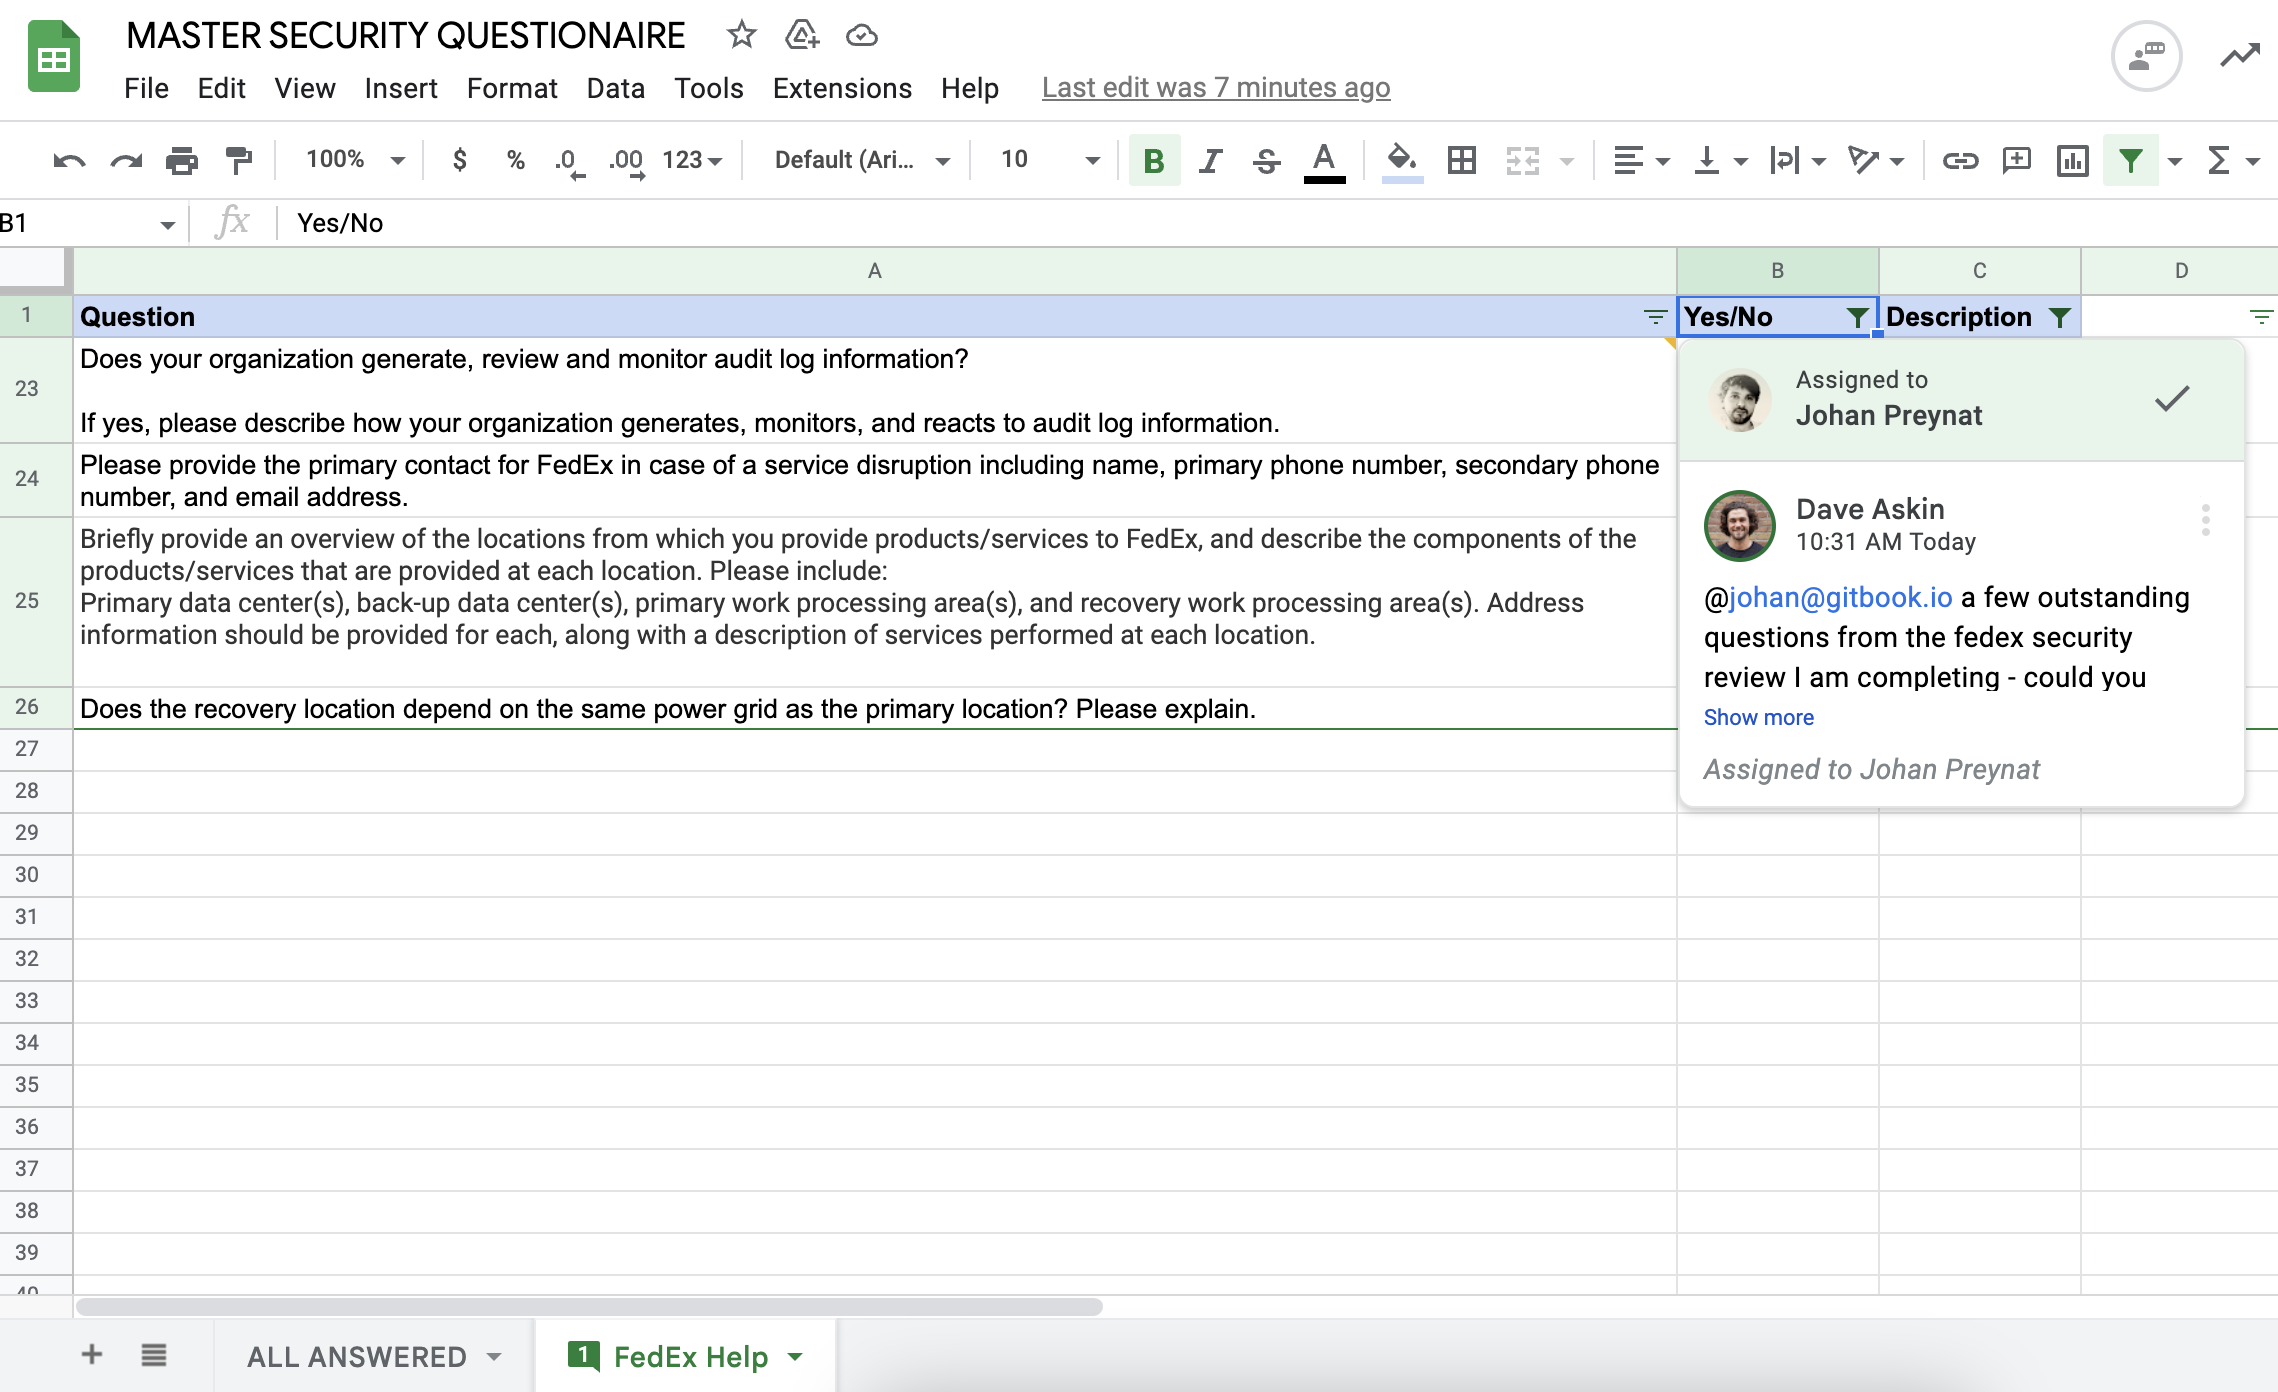 MASTER SECURITY QUESTIONAIRE
File Edit View Insert Format Data Tools Extensions Help Last edit was 7 minutes ago
100% $ % .0 .00 123 Default (Ari... 10 B I S A
B1 fx Yes/No
A B C D
1 Question Yes/No Description
23 Does your organization generate, review and monitor audit log information?
If yes, please describe how your organization generates, monitors, and reacts to audit log information.
24 Please provide the primary contact for FedEx in case of a service disruption including name, primary phone number, secondary phone
number, and email address.
25 Briefly provide an overview of the locations from which you provide products/services to FedEx, and describe the components of the
products/services that are provided at each location. Please include:
Primary data center(s), back-up data center(s), primary work processing area(s), and recovery work processing area(s). Address
information should be provided for each, along with a description of services performed at each location.
26 Does the recovery location depend on the same power grid as the primary location? Please explain.
Assigned to
Johan Preynat
Dave Askin
10:31 AM Today
@johan@gitbook.io a few outstanding
questions from the fedex security
review I am completing - could you
Show more
Assigned to Johan Preynat
27
28
29
30
31
32
33
34
35
36
37
38
39
40
ALL ANSWERED 1 FedEx Help